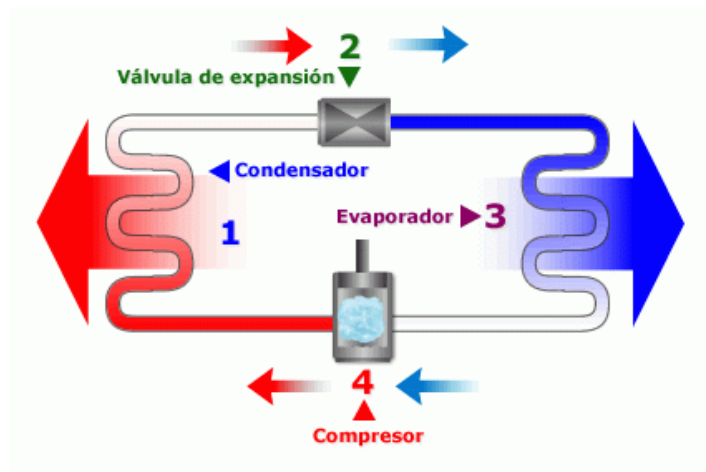 2
Válvula de expansión
Condensador
1
Evaporador
3
4
Compresor